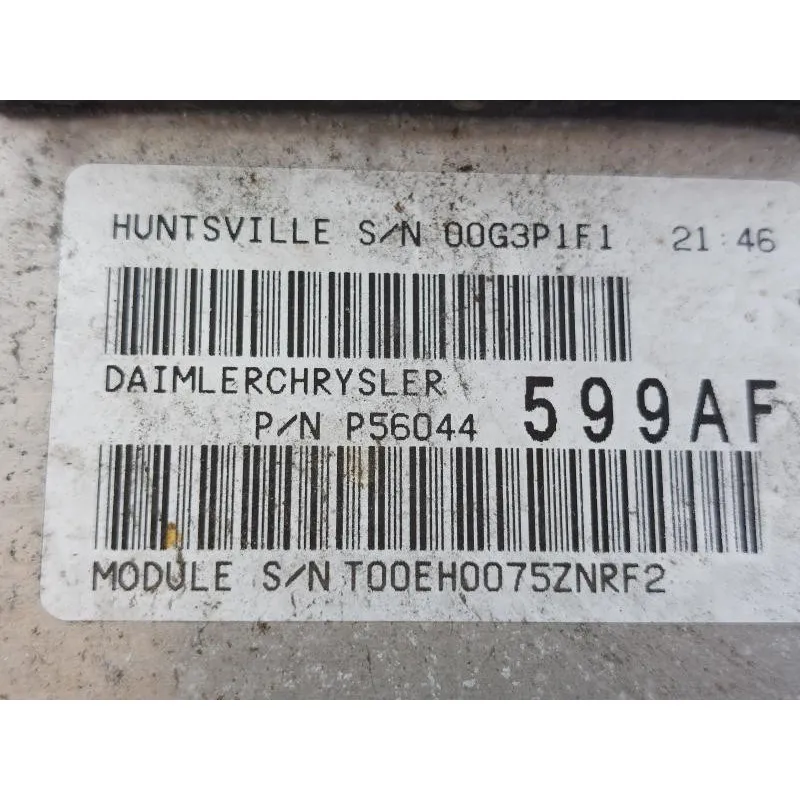 HUNTSVILLE S/N 00G3P1F1 21:46
DAIMLERCHRYSLER
P/N P56044 599AF
MODULE S/N T00EH0075ZNRF2